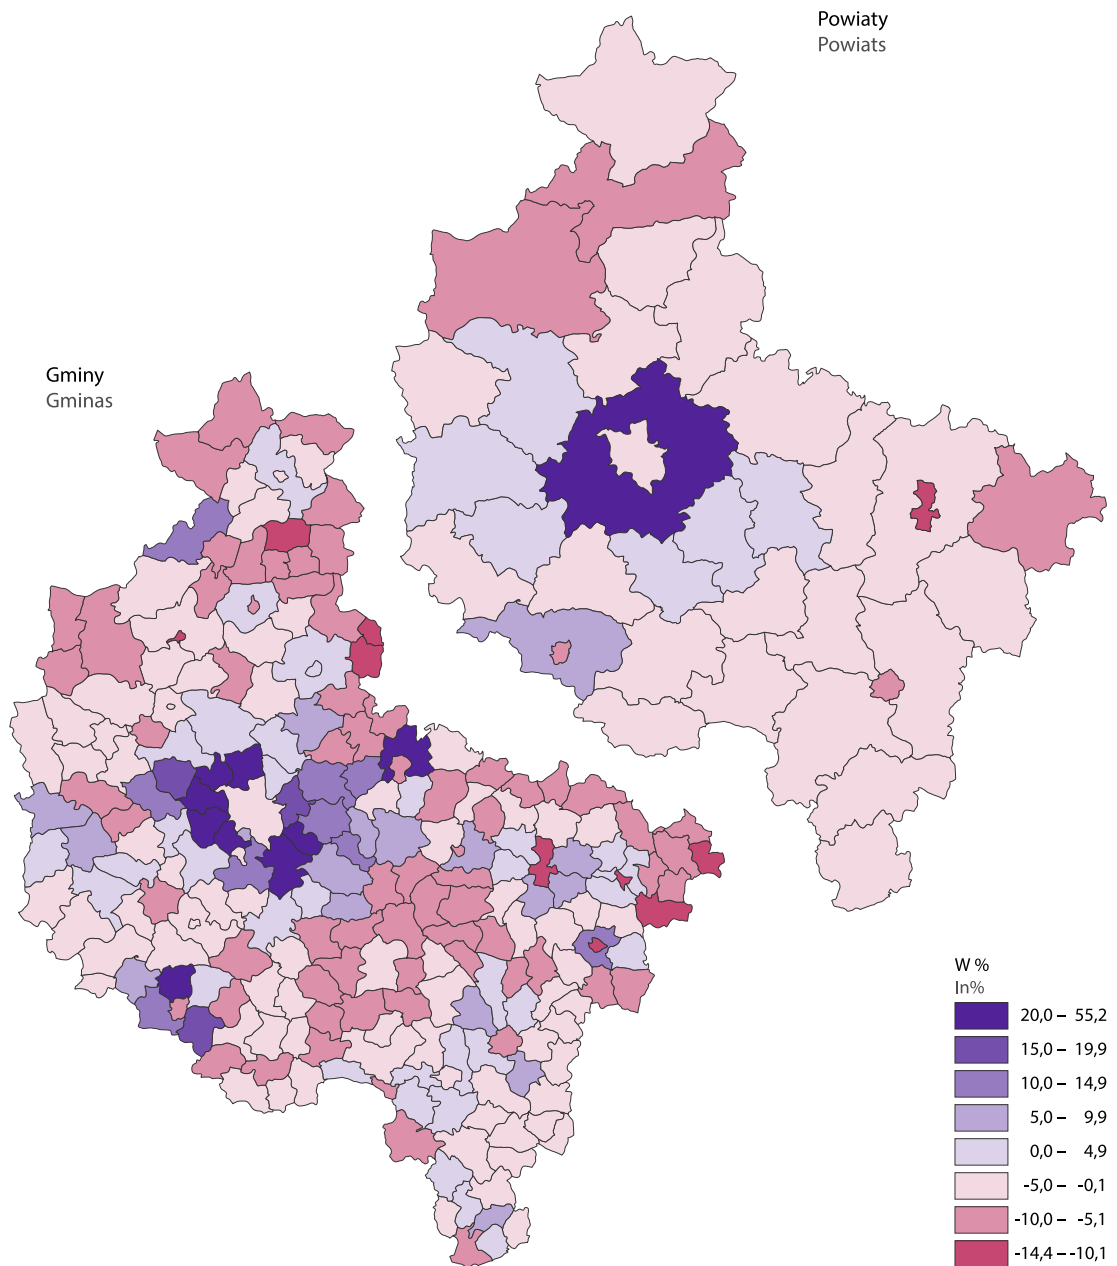 Powiaty
Powiats
Gminy
Gminas
W %
In%
20,0 – 55,2
15,0 – 19,9
10,0 – 14,9
5,0 – 9,9
0,0 – 4,9
-5,0 – -0,1
-10,0 – -5,1
-14,4 – -10,1